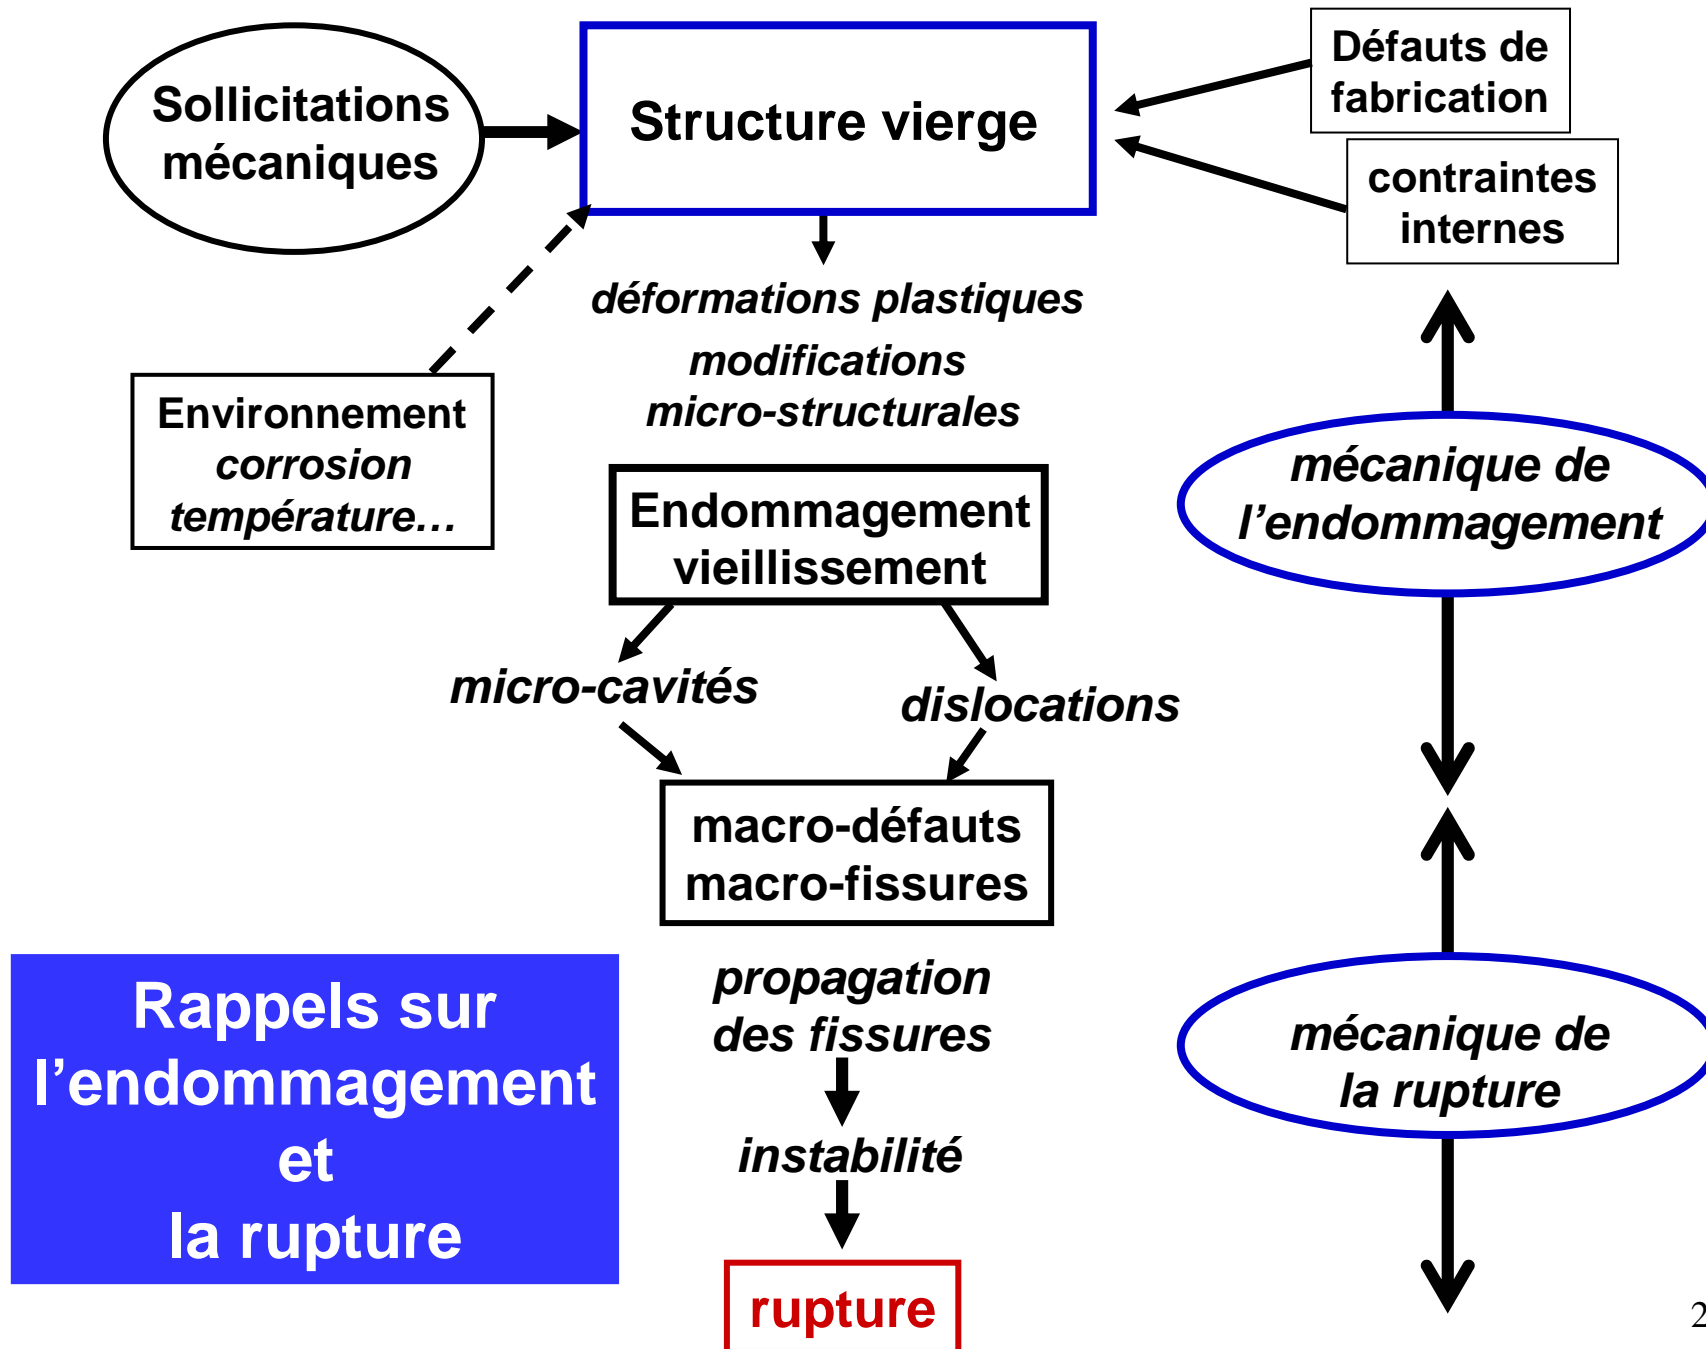 Sollicitations
mécaniques
Structure vierge
Défauts de
fabrication
contraintes
internes
déformations plastiques
modifications
micro-structurales
Environnement
corrosion
température…
Endommagement
vieillissement
mécanique de
l’endommagement
micro-cavités
dislocations
macro-défauts
macro-fissures
propagation
des fissures
Rappels sur
l’endommagement
et
la rupture
mécanique de
la rupture
instabilité
rupture
2